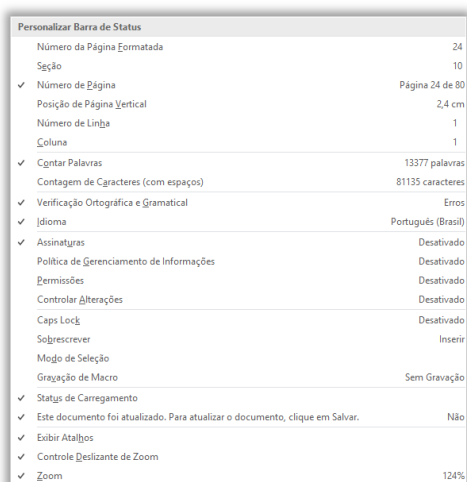 Personalizar Barra de Status
Número da Página Formatada 24
Seção 10
Número de Página Página 24 de 80
Posição de Página Vertical 2,4 cm
Número de Linha 1
Coluna 1
Contar Palavras 13377 palavras
Contagem de Caracteres (com espaços) 81135 caracteres
Verificação Ortográfica e Gramatical Erros
Idioma Português (Brasil)
Assinaturas Desativado
Política de Gerenciamento de Informações Desativado
Permissões Desativado
Controlar Alterações Desativado
Caps Lock Desativado
Sobrescrever Inserir
Modo de Seleção
Gravação de Macro Sem Gravação
Status de Carregamento
Este documento foi atualizado. Para atualizar o documento, clique em Salvar. Não
Exibir Atalhos
Controle Deslizante de Zoom
Zoom 124%